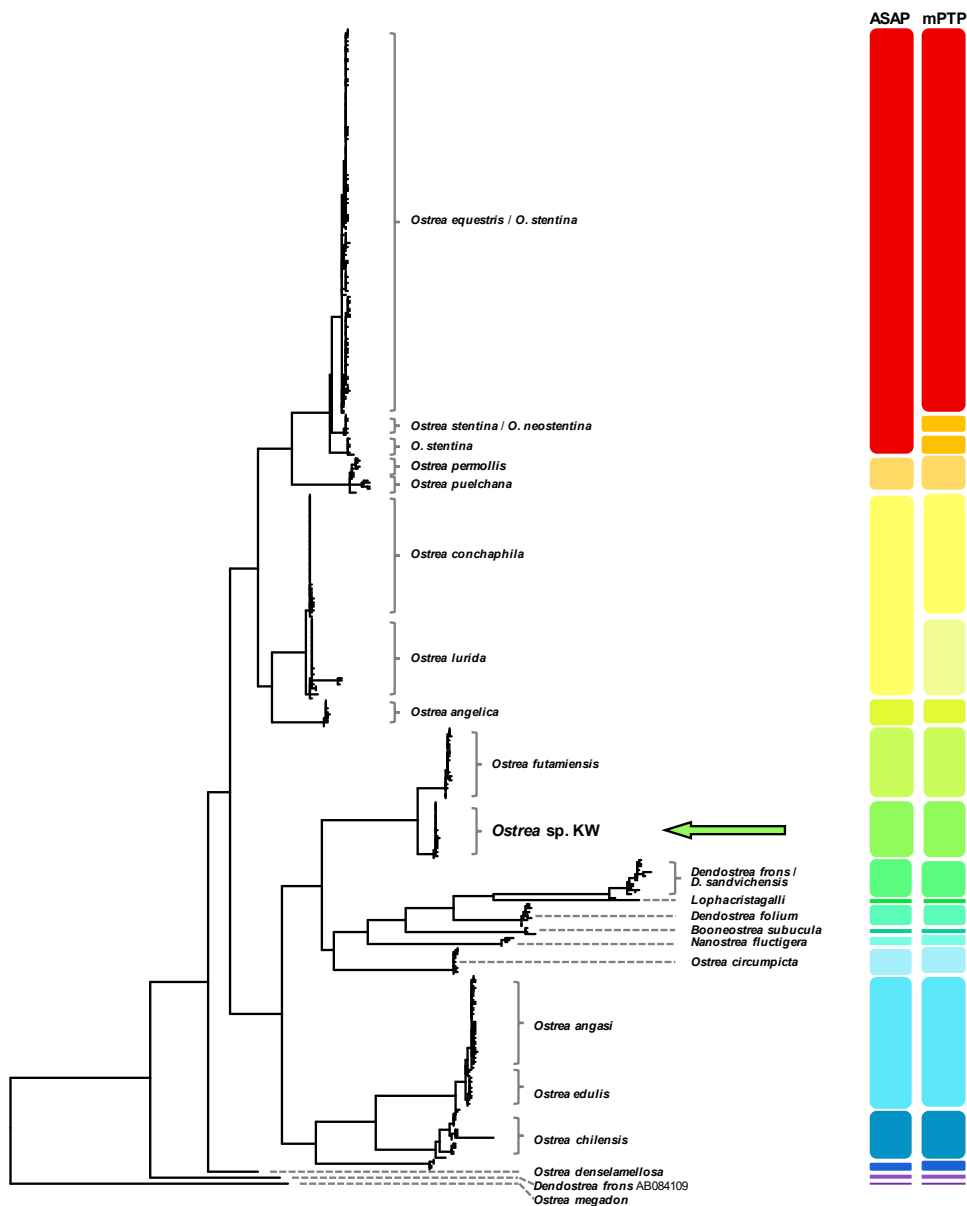 ASAP mPTP
Ostrea equestris / O. stentina
Ostrea stentina / O. neostentina
O. stentina
Ostrea permollis
Ostrea puelchana
Ostrea conchaphila
Ostrea lurida
Ostrea angelica
Ostrea futamiensis
Ostrea sp. KW
Dendostrea frons /
D. sandvichensis
Lophacristagalli
Dendostrea folium
Booneostrea subucula
Nanostrea fluctigera
Ostrea circumpicta
Ostrea angasi
Ostrea edulis
Ostrea chilensis
Ostrea denselamellosa
Dendostrea frons AB084109
Ostrea megadon